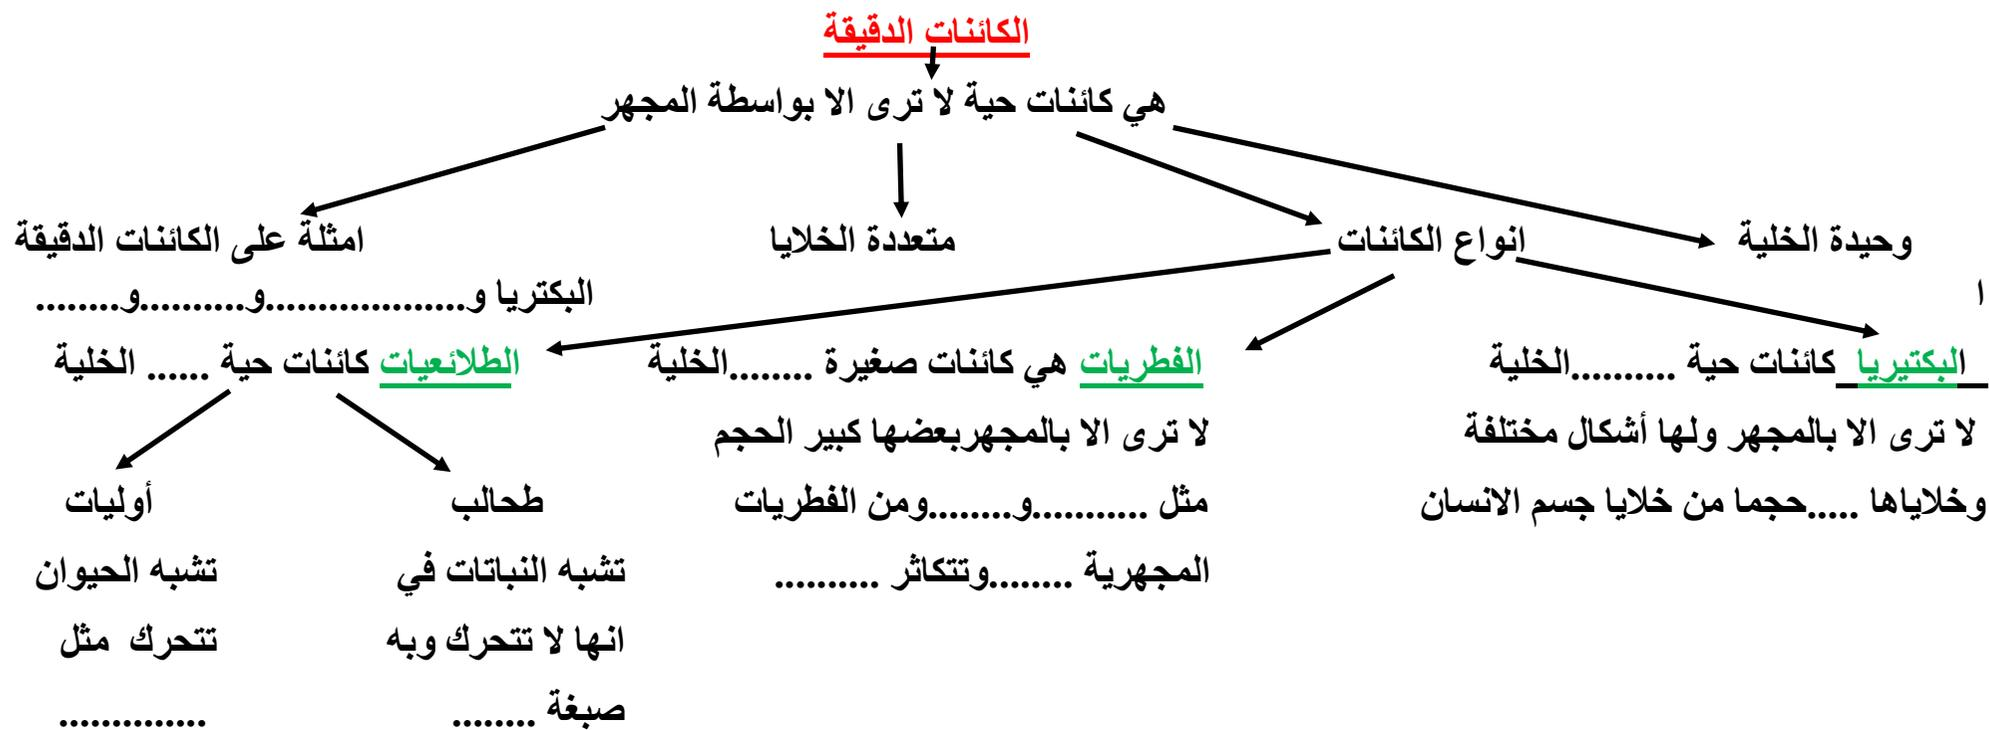 الكائنات الدقيقة
هي كائنات حية لا ترى الا بواسطة المجهر
وحيدة الخلية
انواع الكائنات
متعددة الخلايا
امثلة على الكائنات الدقيقة
ا
البكتريا و...................و..........و........
البكتيريا كائنات حية ..........الخلية
لا ترى الا بالمجهر ولها أشكال مختلفة
وخلاياها .....حجما من خلايا جسم الانسان
الفطريات هي كائنات صغيرة ........الخلية
لا ترى الا بالمجهربعضها كبير الحجم
مثل ...........و........ومن الفطريات
المجهرية ........وتتكاثر ..........
الطلائعيات كائنات حية ...... الخلية
طحالب
تشبه النباتات في
انها لا تتحرك وبه
صبغة ........
أوليات
تشبه الحيوان
تتحرك مثل
..............